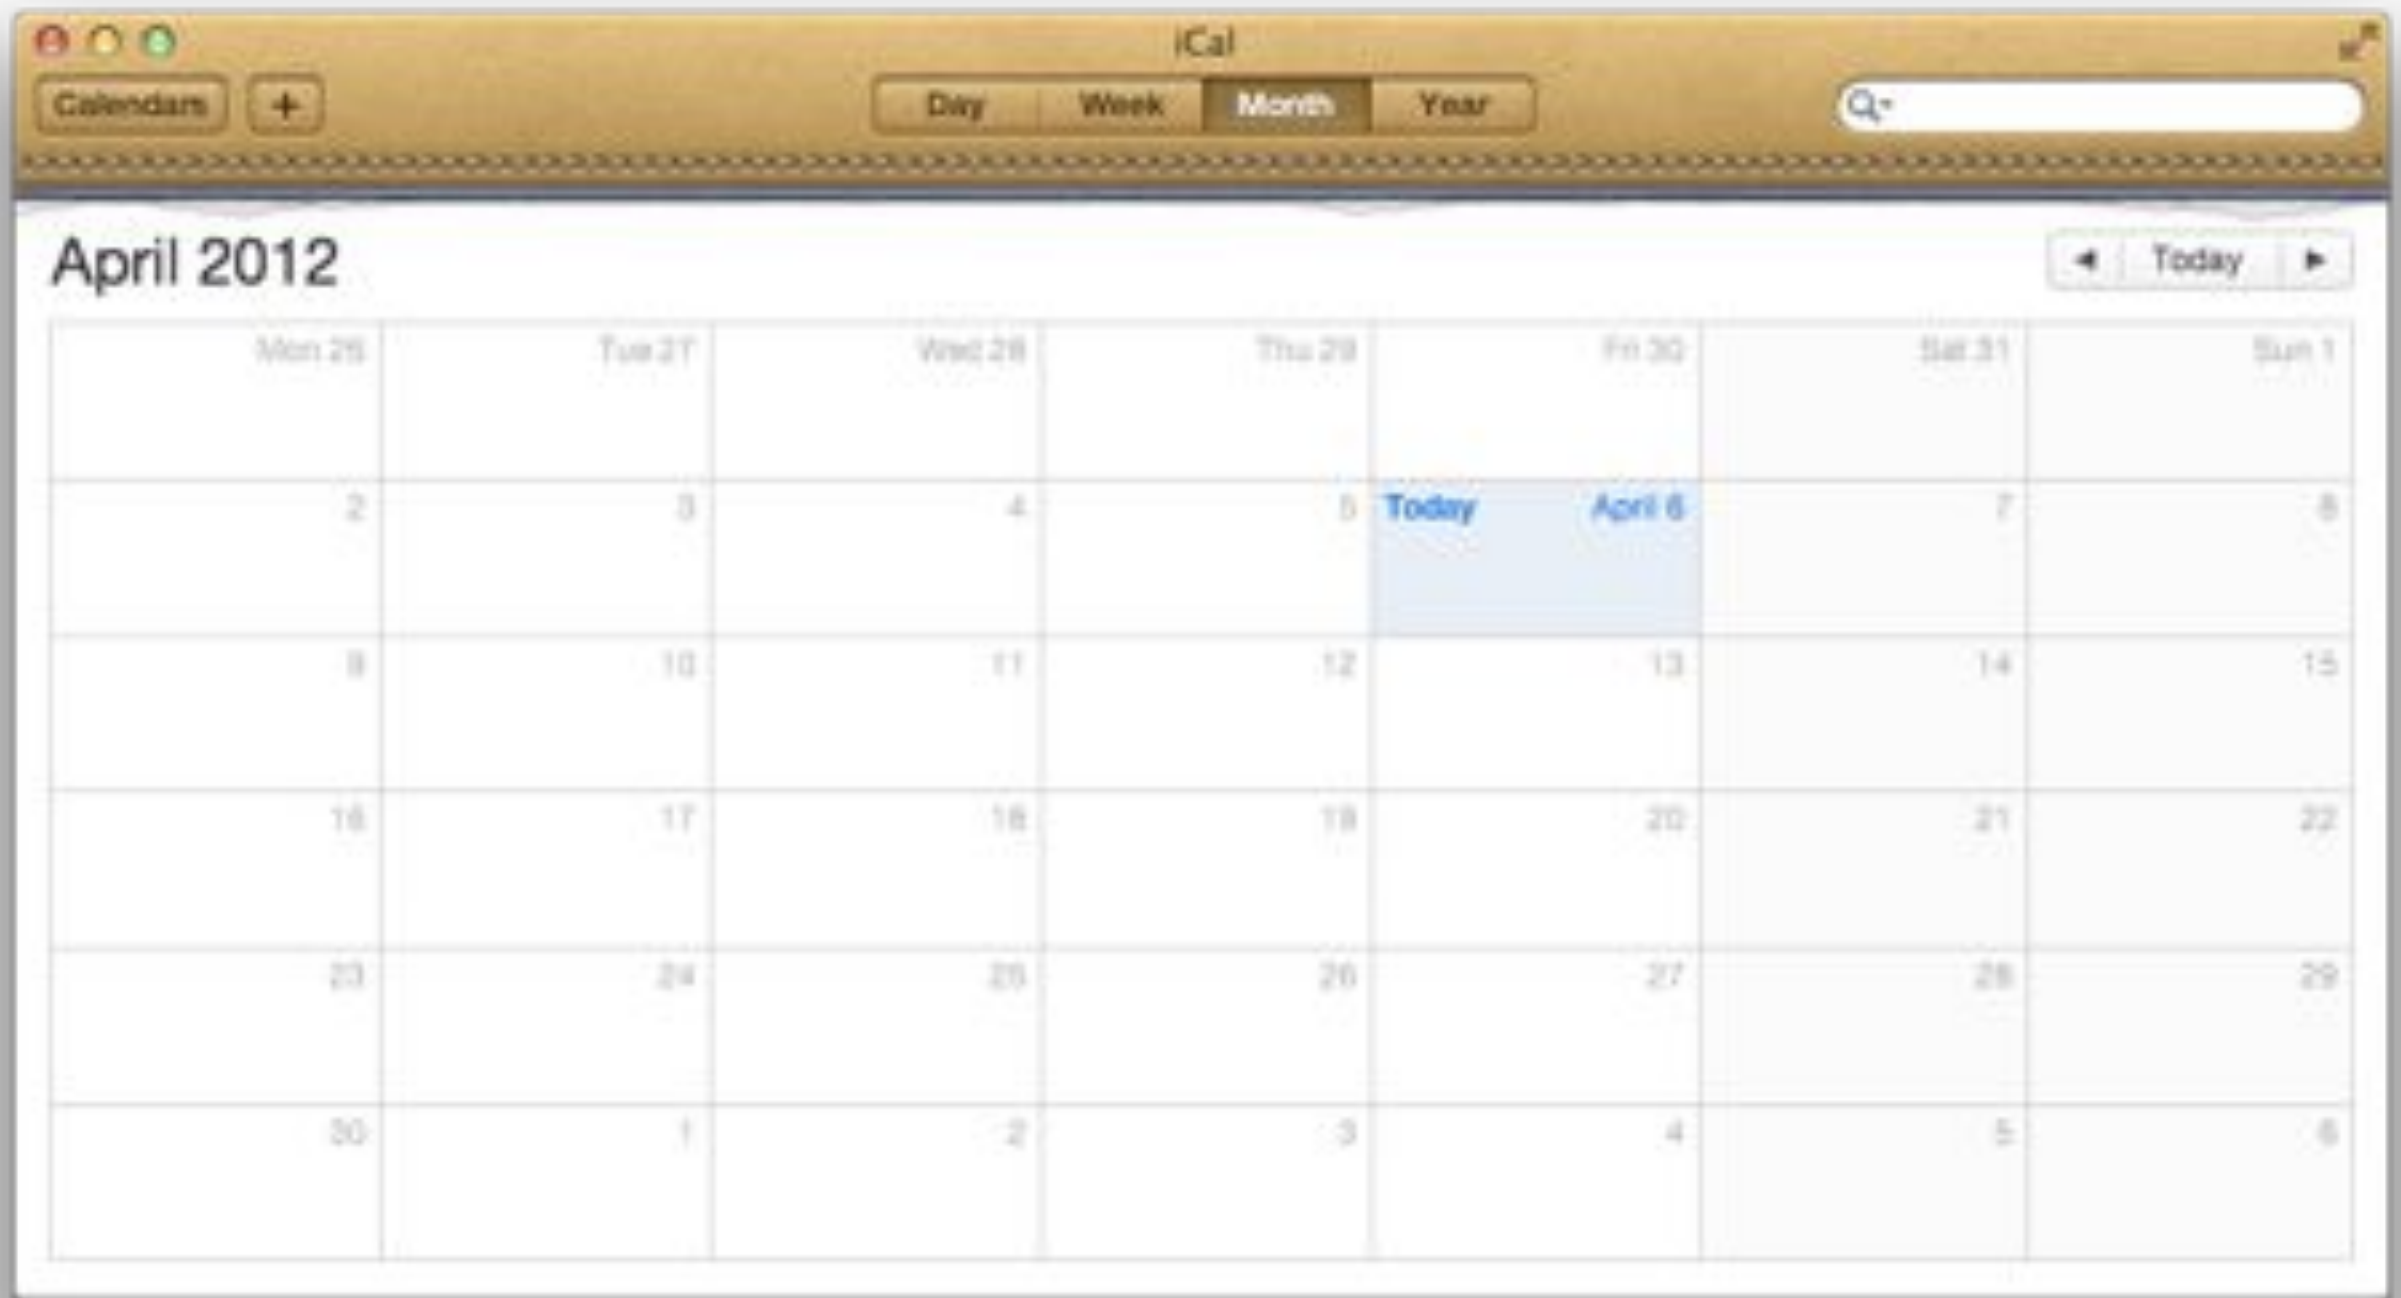 iCal
Calendars + Day Week Month Year
April 2012
Today
Mon 26 Tue 27 Wed 28 Thu 29 Fri 30 Sat 31 Sun 1
2 3 4 5 Today April 6 7 8
9 10 11 12 13 14 15
16 17 18 19 20 21 22
23 24 25 26 27 28 29
30 1 2 3 4 5 6